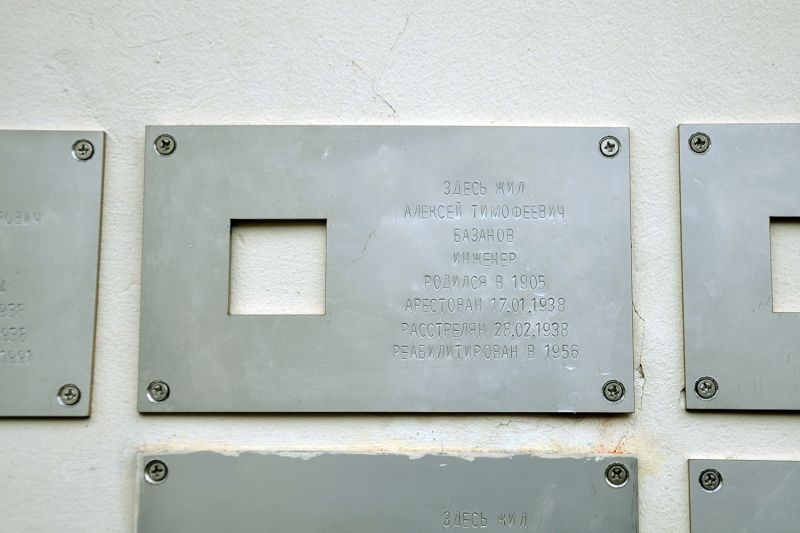 ЗДЕСЬ ЖИЛ
АЛЕКСЕЙ ТИМОФЕЕВИЧ
БАЗАНОВ
ИНЖЕНЕР
РОДИЛСЯ В 1905
АРЕСТОВАН 17.01.1938
РАССТРЕЛЯН 28.02.1938
РЕАБИЛИТИРОВАН В 1956
ЗДЕСЬ ЖИЛ